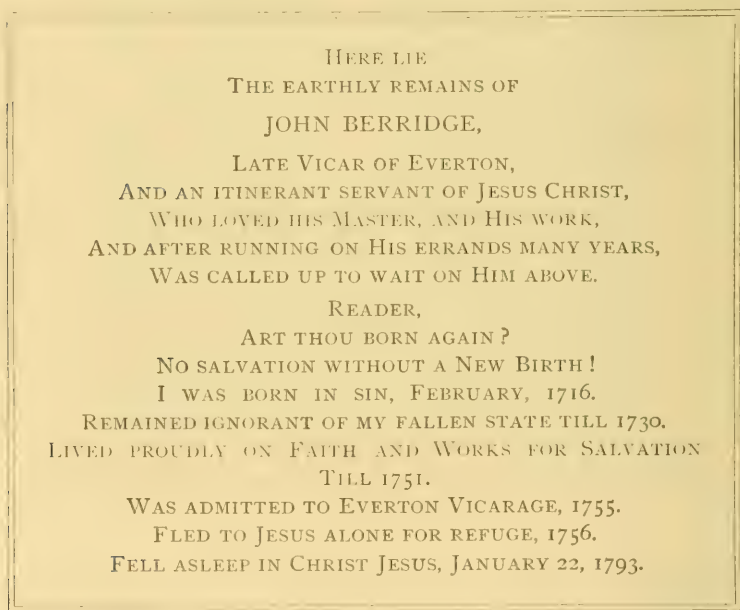 HERE LIE
THE EARTHLY REMAINS OF
JOHN BERRIDGE,
LATE VICAR OF EVERTON,
AND AN ITINERANT SERVANT OF JESUS CHRIST,
WHO LOVED HIS MASTER, AND HIS WORK,
AND AFTER RUNNING ON HIS ERRANDS MANY YEARS,
WAS CALLED UP TO WAIT ON HIM ABOVE.
READER,
ART THOU BORN AGAIN?
NO SALVATION WITHOUT A NEW BIRTH!
I WAS BORN IN SIN, FEBRUARY, 1716.
REMAINED IGNORANT OF MY FALLEN STATE TILL 1730.
LIVED PROUDLY ON FAITH AND WORKS FOR SALVATION
TILL 1751.
WAS ADMITTED TO EVERTON VICARAGE, 1755.
FLED TO JESUS ALONE FOR REFUGE, 1756.
FELL ASLEEP IN CHRIST JESUS, JANUARY 22, 1793.